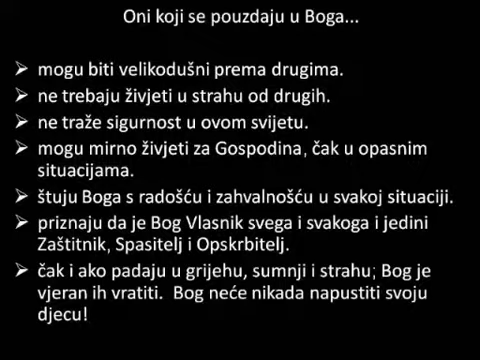 Oni koji se pouzdaju u Boga...
➢ mogu biti velikodušni prema drugima.
➢ ne trebaju živjeti u strahu od drugih.
➢ ne traže sigurnost u ovom svijetu.
➢ mogu mirno živjeti za Gospodina, čak u opasnim
situacijama.
➢ štuju Boga s radošću i zahvalnošću u svakoj situaciji.
➢ priznaju da je Bog Vlasnik svega i svakoga i jedini
Zaštitnik, Spasitelj i Opskrbitelj.
➢ čak i ako padaju u grijehu, sumnji i strahu; Bog je
vjeran ih vratiti.  Bog neće nikada napustiti svoju
djecu!